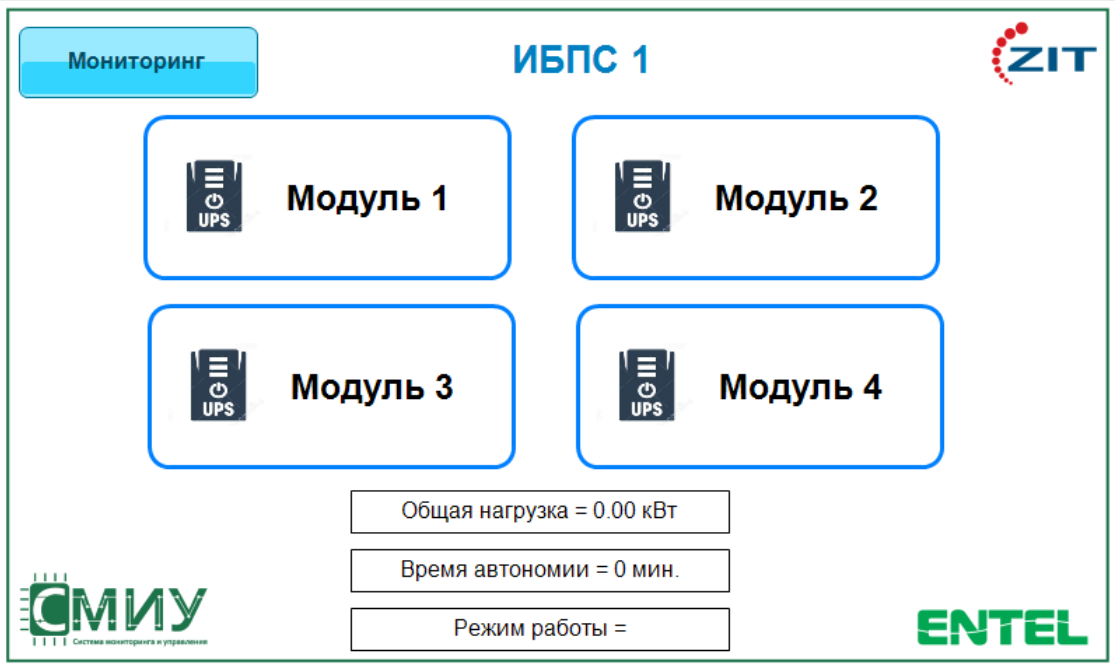 Мониторинг
ИБПС 1
ZIT
UPS
Модуль 1
UPS
Модуль 2
UPS
Модуль 3
UPS
Модуль 4
Общая нагрузка = 0.00 кВт
Время автономии = 0 мин.
Режим работы =
СМИУ
Система мониторинга и управления
ENTEL